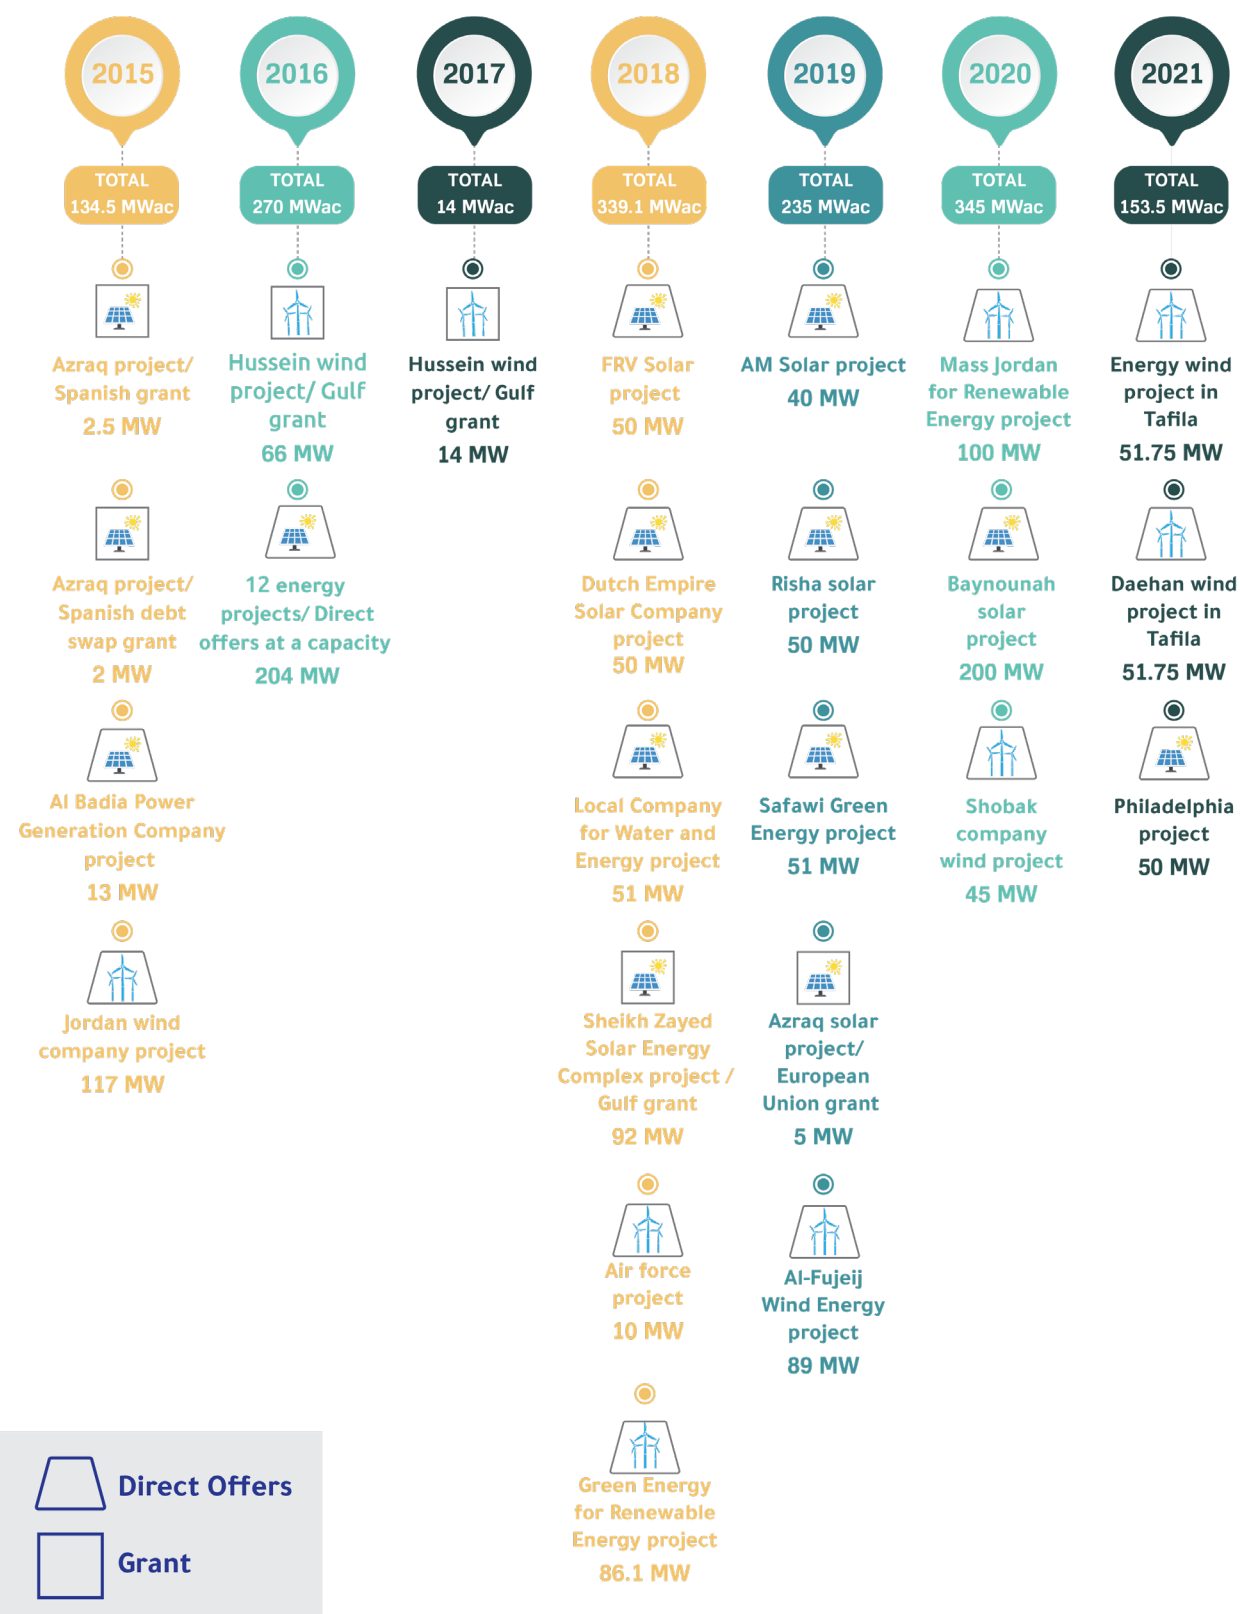 2015
TOTAL
134.5 MWac
Azraq project/
Spanish grant
2.5 MW
Azraq project/
Spanish debt
swap grant
2 MW
Al Badia Power
Generation Company
project
13 MW
Jordan wind
company project
117 MW
2016
TOTAL
270 MWac
Hussein wind
project/ Gulf
grant
66 MW
12 energy
projects/ Direct
offers at a capacity
204 MW
2017
TOTAL
14 MWac
Hussein wind
project/ Gulf
grant
14 MW
2018
TOTAL
339.1 MWac
FRV Solar
project
50 MW
Dutch Empire
Solar Company
project
50 MW
Local Company
for Water and
Energy project
51 MW
Sheikh Zayed
Solar Energy
Complex project /
Gulf grant
92 MW
Air force
project
10 MW
Green Energy
for Renewable
Energy project
86.1 MW
2019
TOTAL
235 MWac
AM Solar project
40 MW
Risha solar
project
50 MW
Safawi Green
Energy project
51 MW
Azraq solar
project/
European
Union grant
5 MW
Al-Fujeij
Wind Energy
project
89 MW
2020
TOTAL
345 MWac
Mass Jordan
for Renewable
Energy project
100 MW
Baynounah
solar
project
200 MW
Shobak
company
wind project
45 MW
2021
TOTAL
153.5 MWac
Energy wind
project in
Tafila
51.75 MW
Daehan wind
project in
Tafila
51.75 MW
Philadelphia
project
50 MW
Direct Offers
Grant